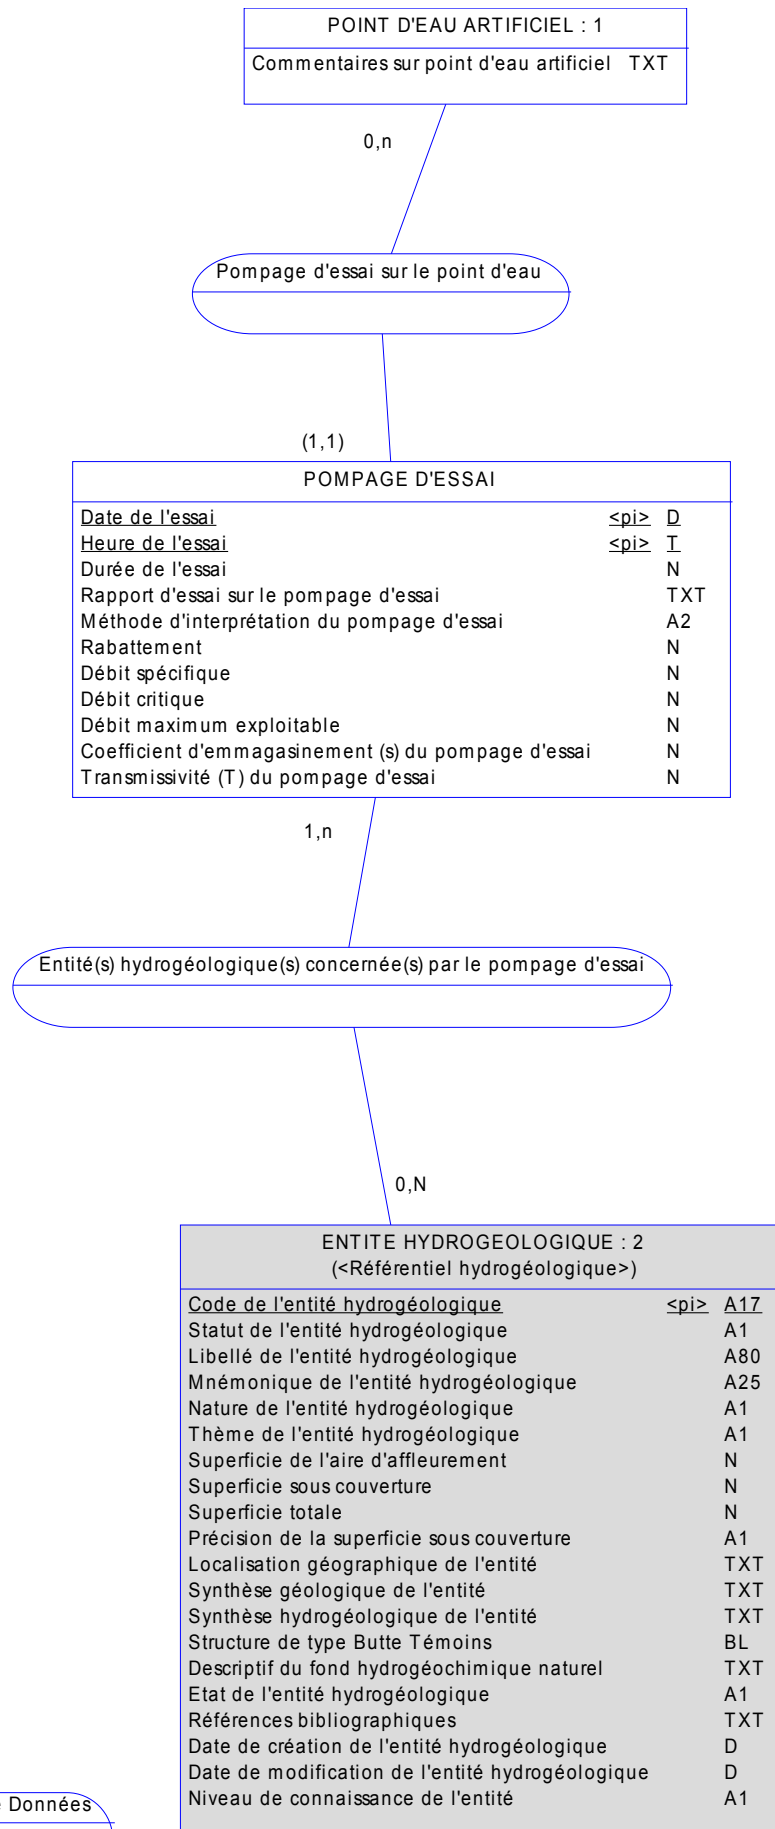 POINT D'EAU ARTIFICIEL : 1
Commentaires sur point d'eau artificiel TXT
0,n
Pompage d'essai sur le point d'eau
(1,1)
POMPAGE D'ESSAI
Date de l'essai <pi> D
Heure de l'essai <pi> T
Durée de l'essai N
Rapport d'essai sur le pompage d'essai TXT
Méthode d'interprétation du pompage d'essai A2
Rabattement N
Débit spécifique N
Débit critique N
Débit maximum exploitable N
Coefficient d'emmagasinement (s) du pompage d'essai N
Transmissivité (T) du pompage d'essai N
1,n
Entité(s) hydrogéologique(s) concernée(s) par le pompage d'essai
0,N
ENTITE HYDROGEOLOGIQUE : 2
(<Référentiel hydrogéologique>)
Code de l'entité hydrogéologique <pi> A17
Statut de l'entité hydrogéologique A1
Libellé de l'entité hydrogéologique A80
Mnémonique de l'entité hydrogéologique A25
Nature de l'entité hydrogéologique A1
Thème de l'entité hydrogéologique A1
Superficie de l'aire d'affleurement N
Superficie sous couverture N
Superficie totale N
Précision de la superficie sous couverture A1
Localisation géographique de l'entité TXT
Synthèse géologique de l'entité TXT
Synthèse hydrogéologique de l'entité TXT
Structure de type Butte Témoins BL
Descriptif du fond hydrogéochimique naturel TXT
Etat de l'entité hydrogéologique A1
Références bibliographiques TXT
Date de création de l'entité hydrogéologique D
Date de modification de l'entité hydrogéologique D
Niveau de connaissance de l'entité A1
Données